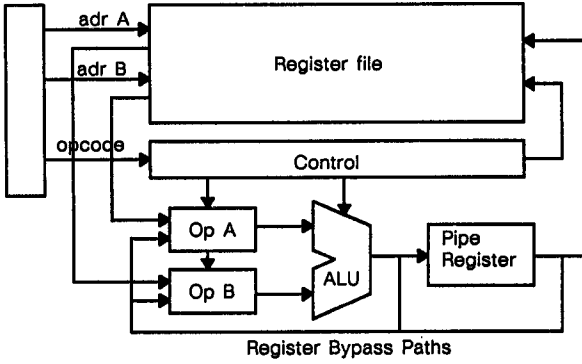 adr A
Register file
adr B
opcode
Control
Op A
ALU
Pipe
Register
Op B
Register Bypass Paths